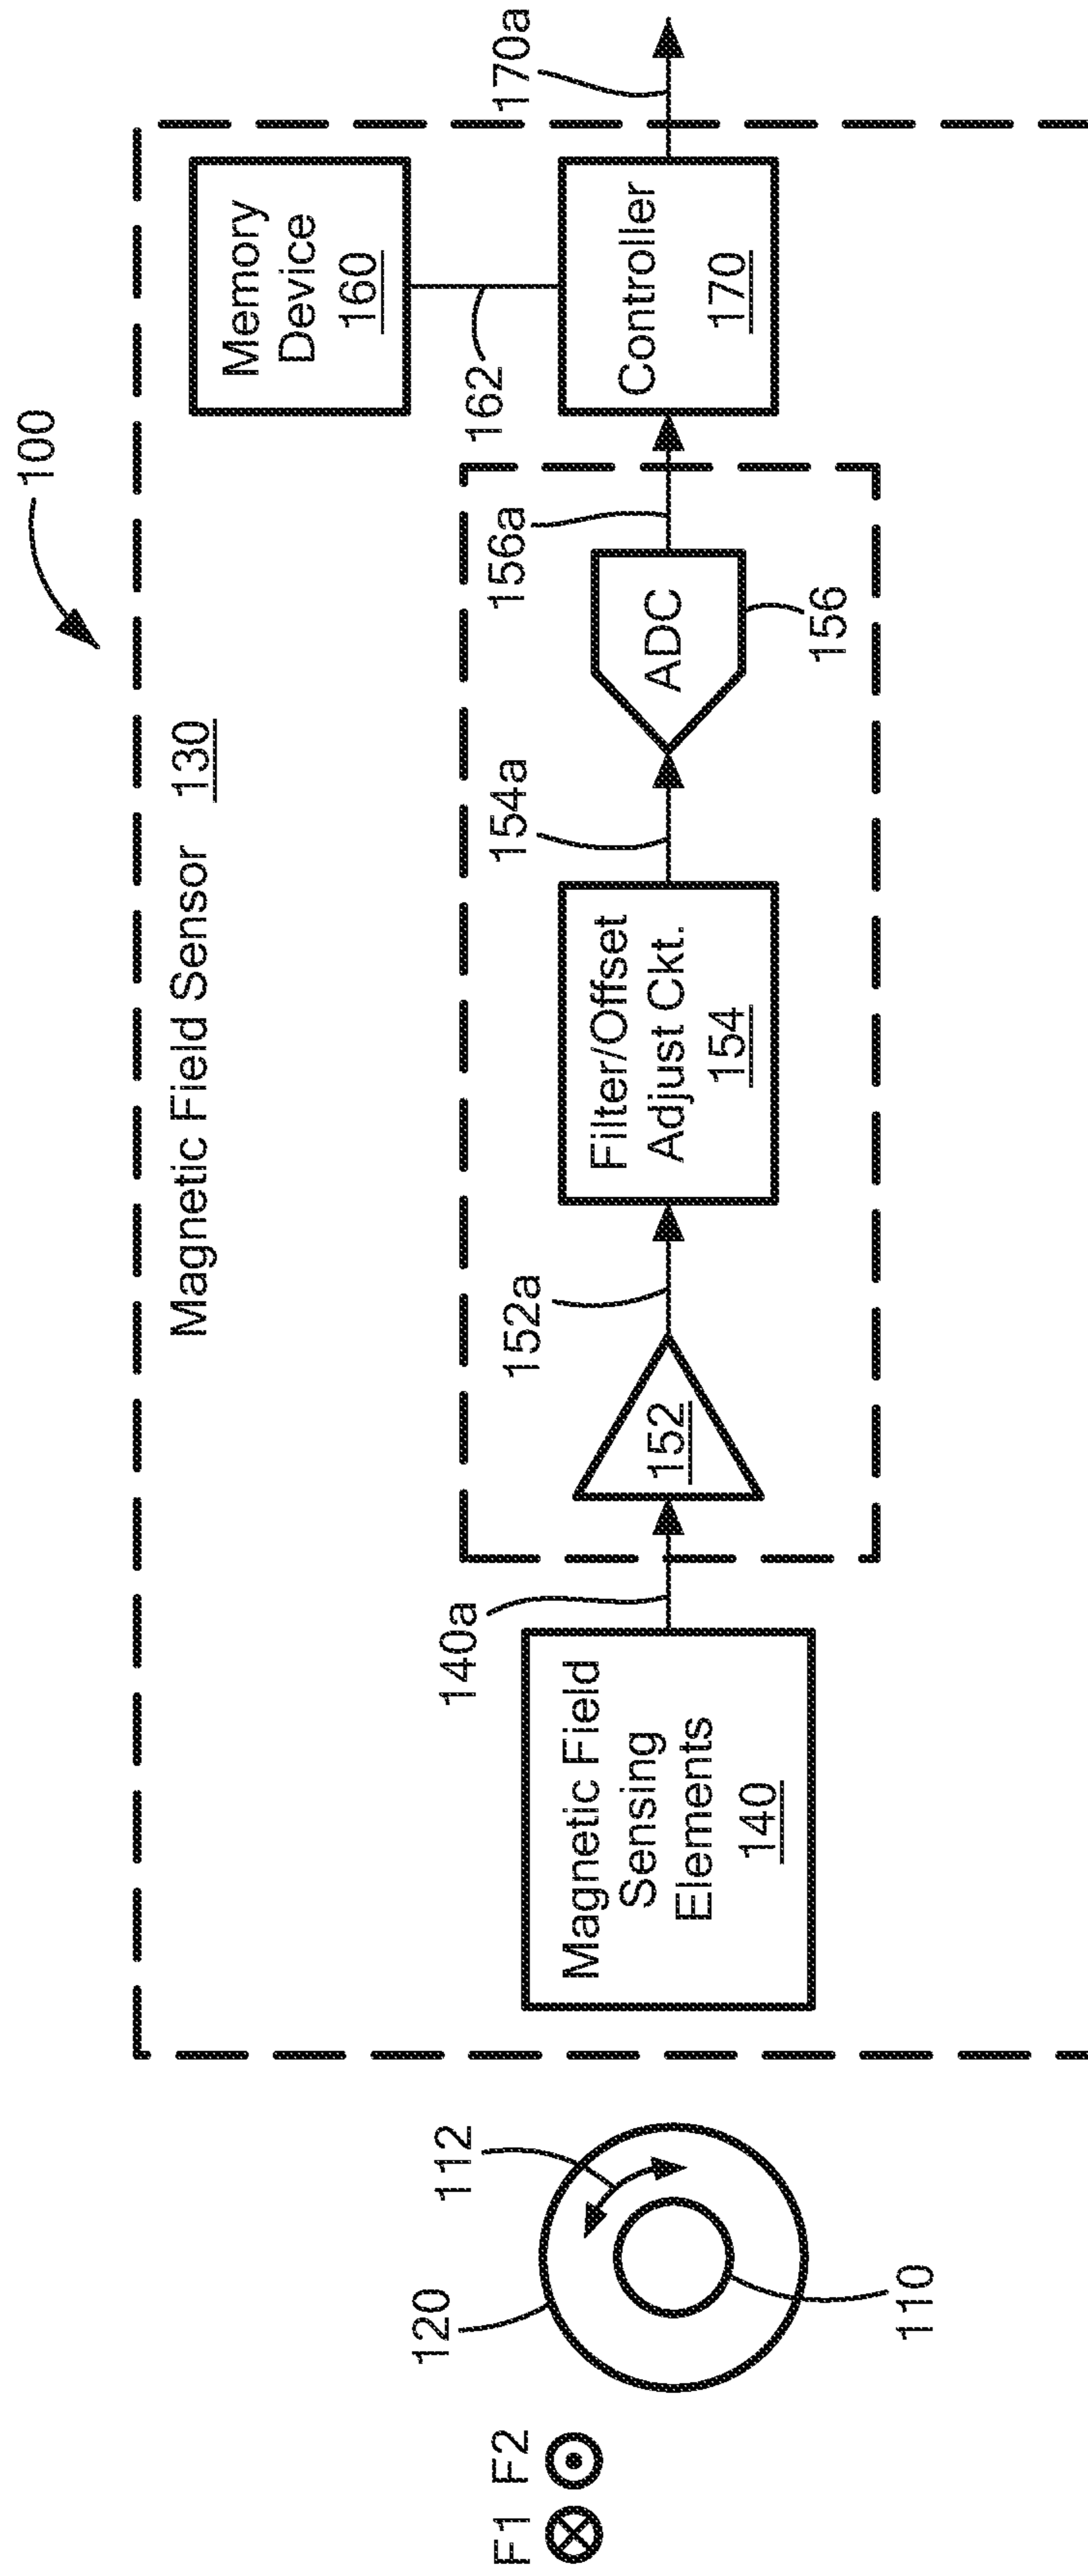 100
Magnetic Field Sensor 130
Memory
Device
160
162
170a
Controller
170
156a
ADC
156
154a
Filter/Offset
Adjust Ckt.
154
152a
152
140a
Magnetic Field
Sensing
Elements
140
112
120
110
F1 F2